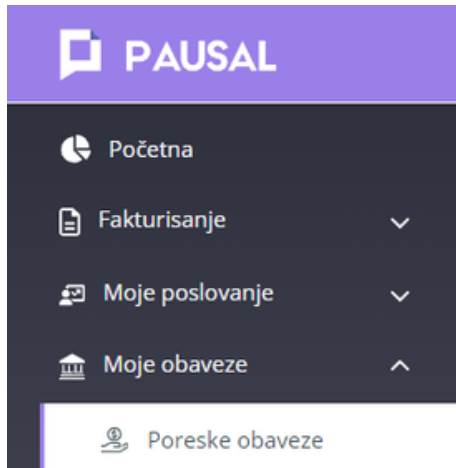 PAUSAL
Početna
Fakturisanje
Moje poslovanje
Moje obaveze
Poreske obaveze